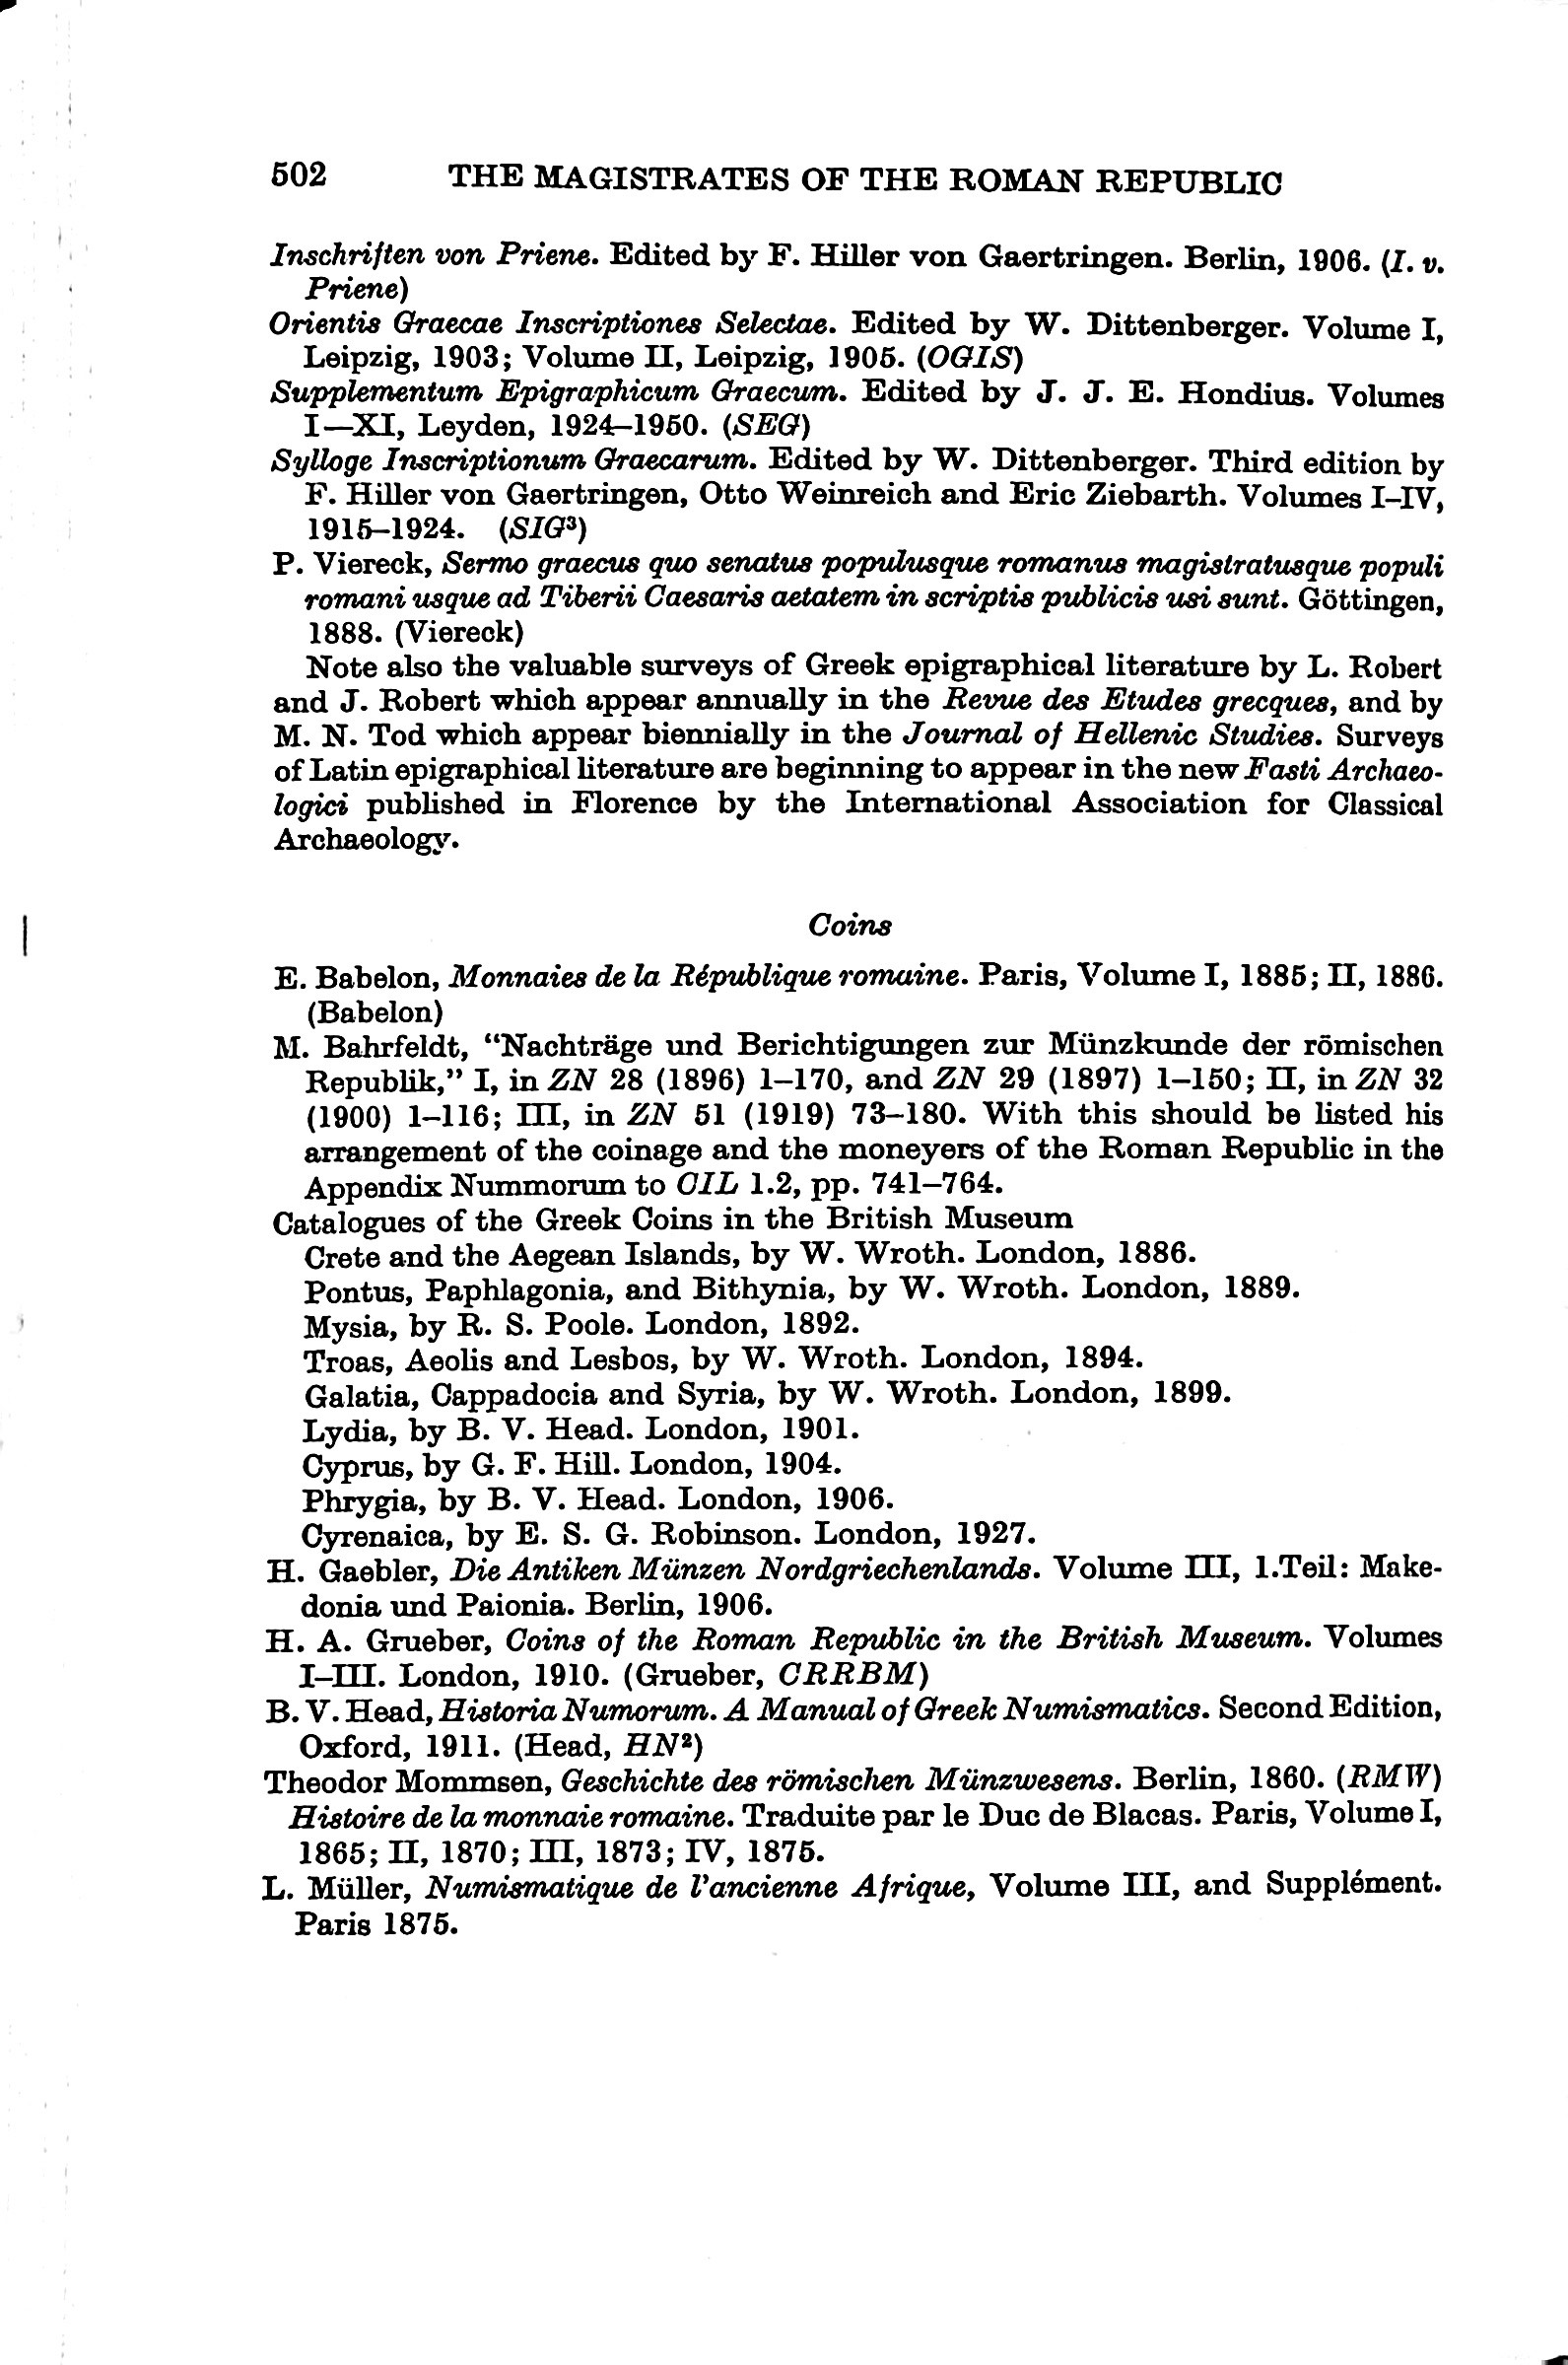 502 THE MAGISTRATES OF THE ROMAN REPUBLIC
Inschriften von Priene. Edited by F. Hiller von Gaertringen. Berlin, 1906. (I. v.
Priene)
Orientis Graecae Inscriptiones Selectae. Edited by W. Dittenberger. Volume I,
Leipzig, 1903; Volume II, Leipzig, 1905. (OGIS)
Supplementum Epigraphicum Graecum. Edited by J. J. E. Hondius. Volumes
I—XI, Leyden, 1924–1950. (SEG)
Sylloge Inscriptionum Graecarum. Edited by W. Dittenberger. Third edition by
F. Hiller von Gaertringen, Otto Weinreich and Eric Ziebarth. Volumes I–IV,
1915–1924. (SIG³)
P. Viereck, Sermo graecus quo senatus populusque romanus magistratusque populi
romani usque ad Tiberii Caesaris aetatem in scriptis publicis usi sunt. Göttingen,
1888. (Viereck)
Note also the valuable surveys of Greek epigraphical literature by L. Robert
and J. Robert which appear annually in the Revue des Etudes grecques, and by
M. N. Tod which appear biennially in the Journal of Hellenic Studies. Surveys
of Latin epigraphical literature are beginning to appear in the new Fasti Archaeo-
logici published in Florence by the International Association for Classical
Archaeology.
Coins
E. Babelon, Monnaies de la République romaine. Paris, Volume I, 1885; II, 1886.
(Babelon)
M. Bahrfeldt, “Nachträge und Berichtigungen zur Münzkunde der römischen
Republik,” I, in ZN 28 (1896) 1–170, and ZN 29 (1897) 1–150; II, in ZN 32
(1900) 1–116; III, in ZN 51 (1919) 73–180. With this should be listed his
arrangement of the coinage and the moneyers of the Roman Republic in the
Appendix Nummorum to CIL 1.2, pp. 741–764.
Catalogues of the Greek Coins in the British Museum
Crete and the Aegean Islands, by W. Wroth. London, 1886.
Pontus, Paphlagonia, and Bithynia, by W. Wroth. London, 1889.
Mysia, by R. S. Poole. London, 1892.
Troas, Aeolis and Lesbos, by W. Wroth. London, 1894.
Galatia, Cappadocia and Syria, by W. Wroth. London, 1899.
Lydia, by B. V. Head. London, 1901.
Cyprus, by G. F. Hill. London, 1904.
Phrygia, by B. V. Head. London, 1906.
Cyrenaica, by E. S. G. Robinson. London, 1927.
H. Gaebler, Die Antiken Münzen Nordgriechenlands. Volume III, 1.Teil: Make-
donia und Paionia. Berlin, 1906.
H. A. Grueber, Coins of the Roman Republic in the British Museum. Volumes
I–III. London, 1910. (Grueber, CRRBM)
B. V. Head, Historia Numorum. A Manual of Greek Numismatics. Second Edition,
Oxford, 1911. (Head, HN²)
Theodor Mommsen, Geschichte des römischen Münzwesens. Berlin, 1860. (RMW)
Histoire de la monnaie romaine. Traduite par le Duc de Blacas. Paris, Volume I,
1865; II, 1870; III, 1873; IV, 1875.
L. Müller, Numismatique de l’ancienne Afrique, Volume III, and Supplément.
Paris 1875.